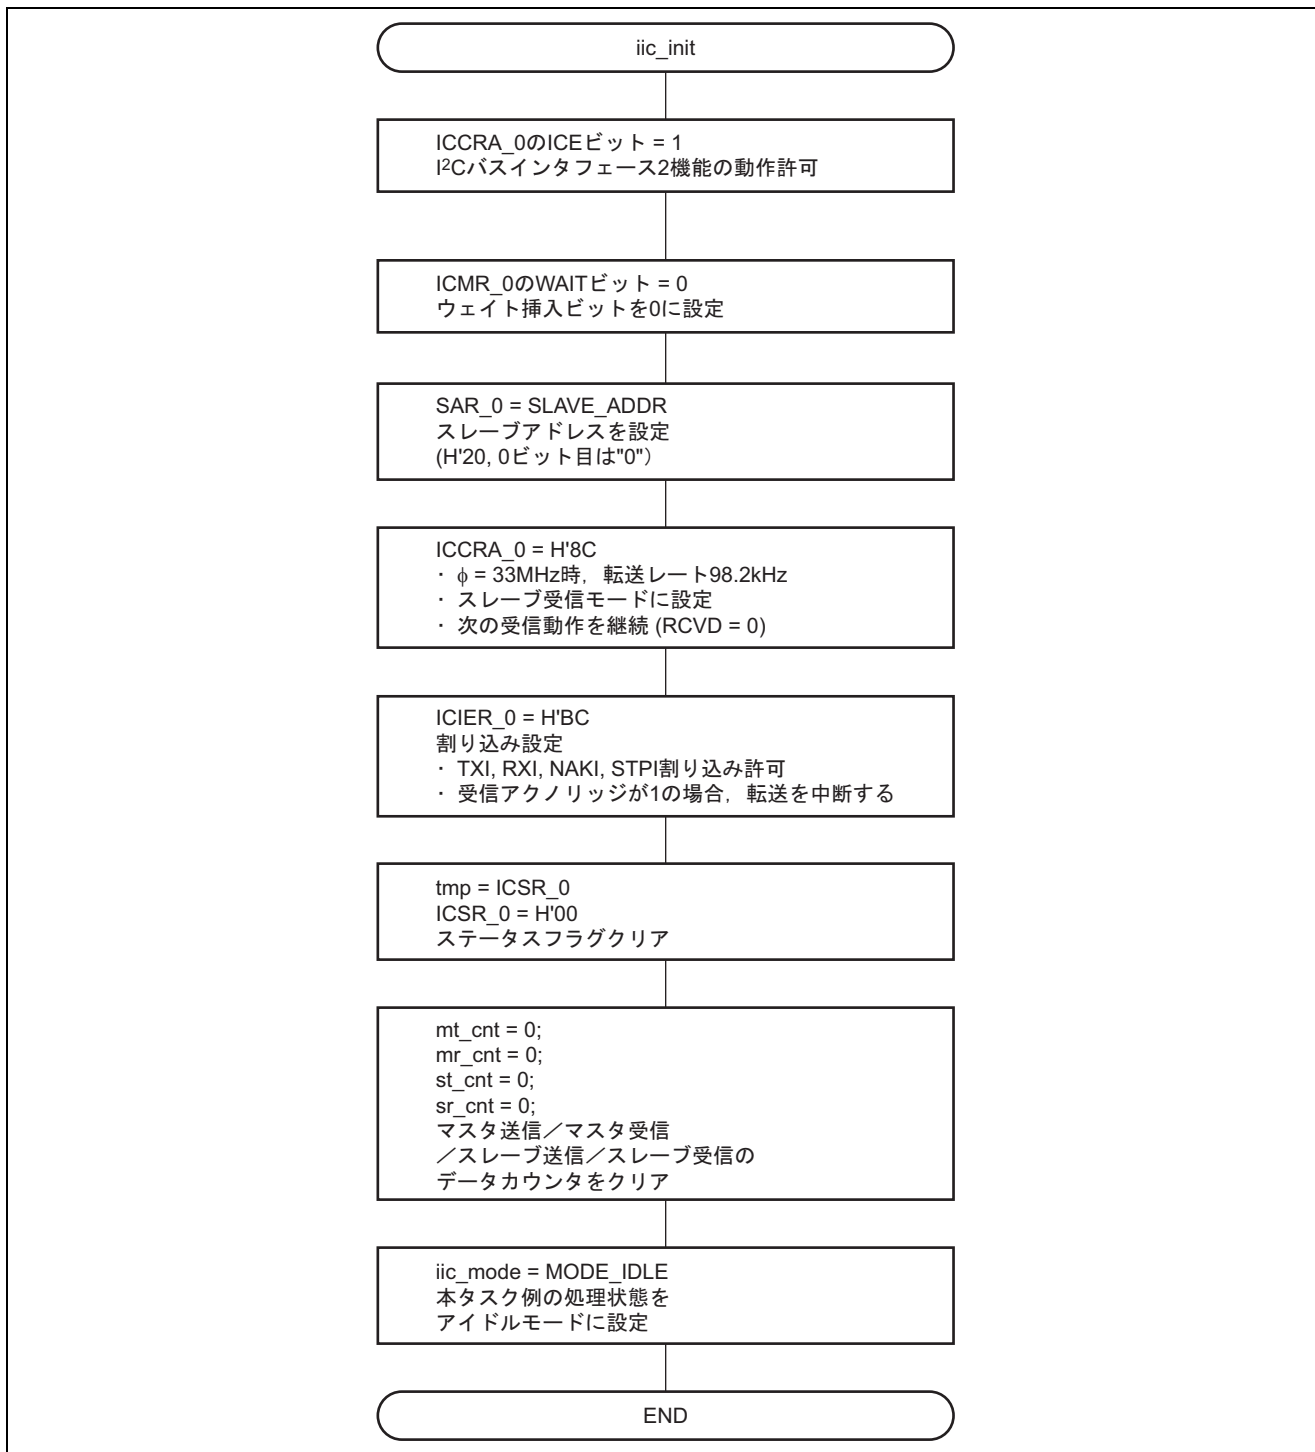 iic_init
ICCRA_0のICEビット = 1
I²Cバスインタフェース2機能の動作許可
ICMR_0のWAITビット = 0
ウェイト挿入ビットを0に設定
SAR_0 = SLAVE_ADDR
スレーブアドレスを設定
(H'20, 0ビット目は"0")
ICCRA_0 = H'8C
· φ = 33MHz時，転送レート98.2kHz
· スレーブ受信モードに設定
· 次の受信動作を継続 (RCVD = 0)
ICIER_0 = H'BC
割り込み設定
· TXI, RXI, NAKI, STPI割り込み許可
· 受信アクノリッジが1の場合，転送を中断する
tmp = ICSR_0
ICSR_0 = H'00
ステータスフラグクリア
mt_cnt = 0;
mr_cnt = 0;
st_cnt = 0;
sr_cnt = 0;
マスタ送信／マスタ受信
／スレーブ送信／スレーブ受信の
データカウンタをクリア
iic_mode = MODE_IDLE
本タスク例の処理状態を
アイドルモードに設定
END